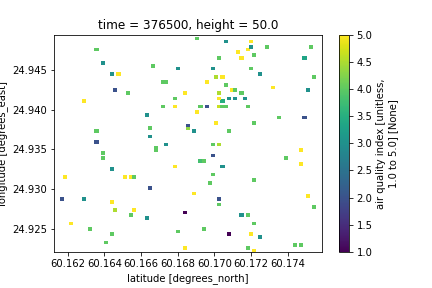 time = 376500, height = 50.0
24.945
24.940
24.935
24.930
24.925
longitude [degrees_east]
60.162 60.164 60.166 60.168 60.170 60.172 60.174
latitude [degrees_north]
5.0
4.5
4.0
3.5
3.0
2.5
2.0
1.5
1.0
air quality index [unitless,
1.0 to 5.0] [None]